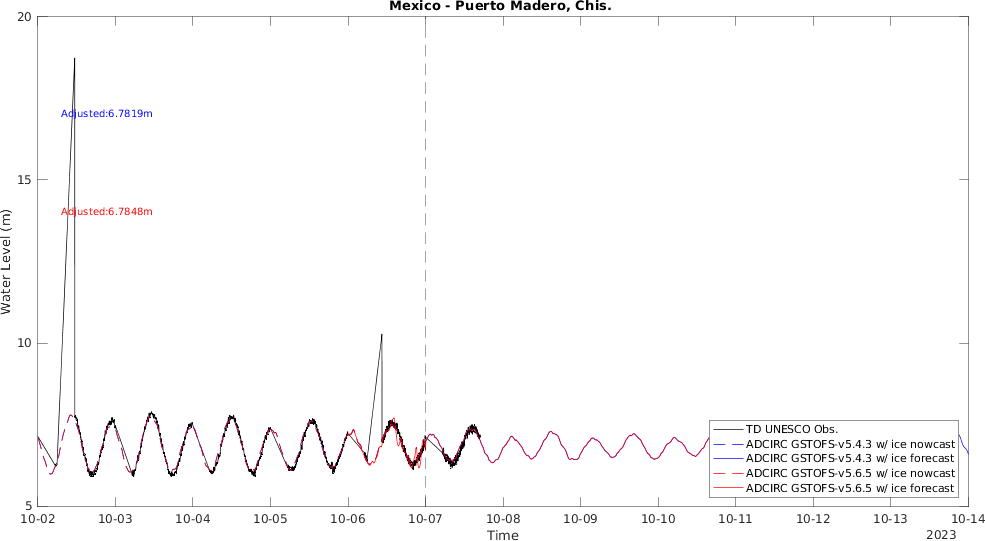 Mexico - Puerto Madero, Chis.
20
15
10
5
Water Level (m)
Adjusted:6.7819m
Adjusted:6.7848m
TD UNESCO Obs.
ADCIRC GSTOFS-v5.4.3 w/ ice nowcast
ADCIRC GSTOFS-v5.4.3 w/ ice forecast
ADCIRC GSTOFS-v5.6.5 w/ ice nowcast
ADCIRC GSTOFS-v5.6.5 w/ ice forecast
10-02 10-03 10-04 10-05 10-06 10-07 10-08 10-09 10-10 10-11 10-12 10-13 10-14
Time
2023